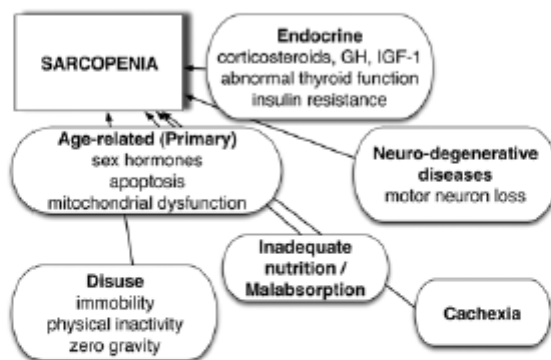 SARCOPENIA
Endocrine
corticosteroids, GH, IGF-1
abnormal thyroid function
insulin resistance
Age-related (Primary)
sex hormones
apoptosis
mitochondrial dysfunction
Neuro-degenerative
diseases
motor neuron loss
Inadequate
nutrition /
Malabsorption
Disuse
immobility
physical inactivity
zero gravity
Cachexia